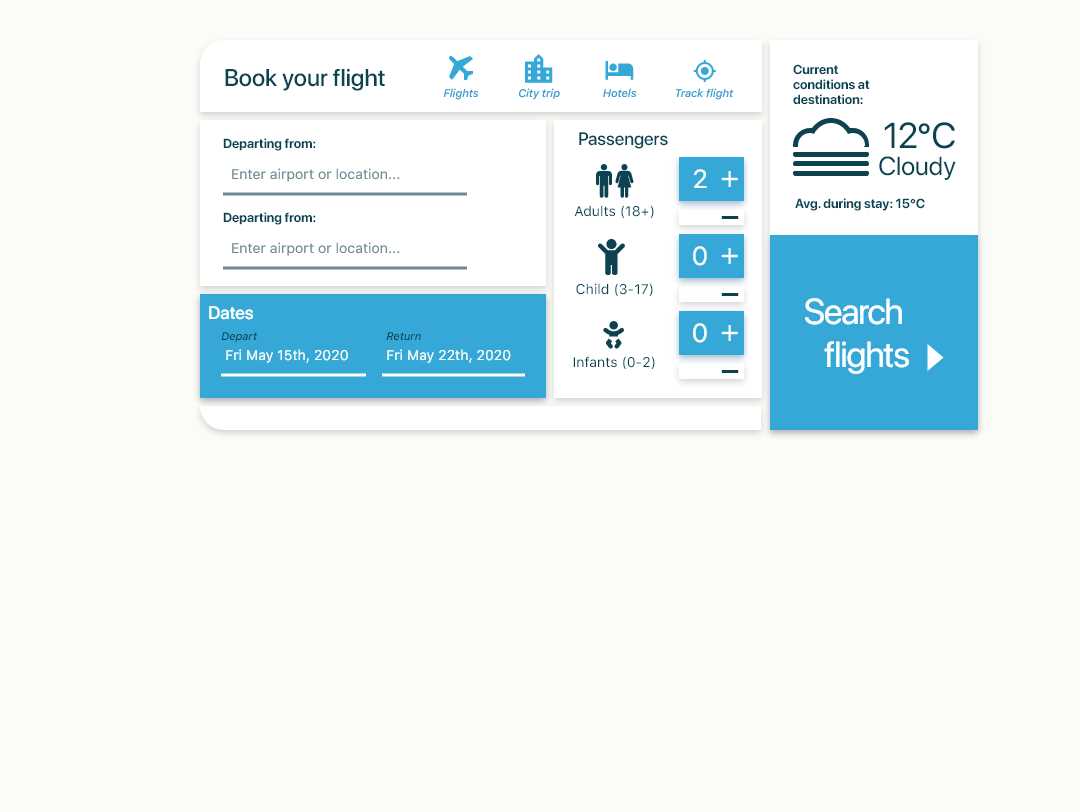 Book your flight
Flights
City trip
Hotels
Track flight
Departing from:
Enter airport or location...
Departing from:
Enter airport or location...
Dates
Depart
Return
Fri May 15th, 2020
Fri May 22th, 2020
Passengers
2 +
Adults (18+)
0 +
Child (3-17)
0 +
Infants (0-2)
Current
conditions at
destination:
12°C
Cloudy
Avg. during stay: 15°C
Search
flights